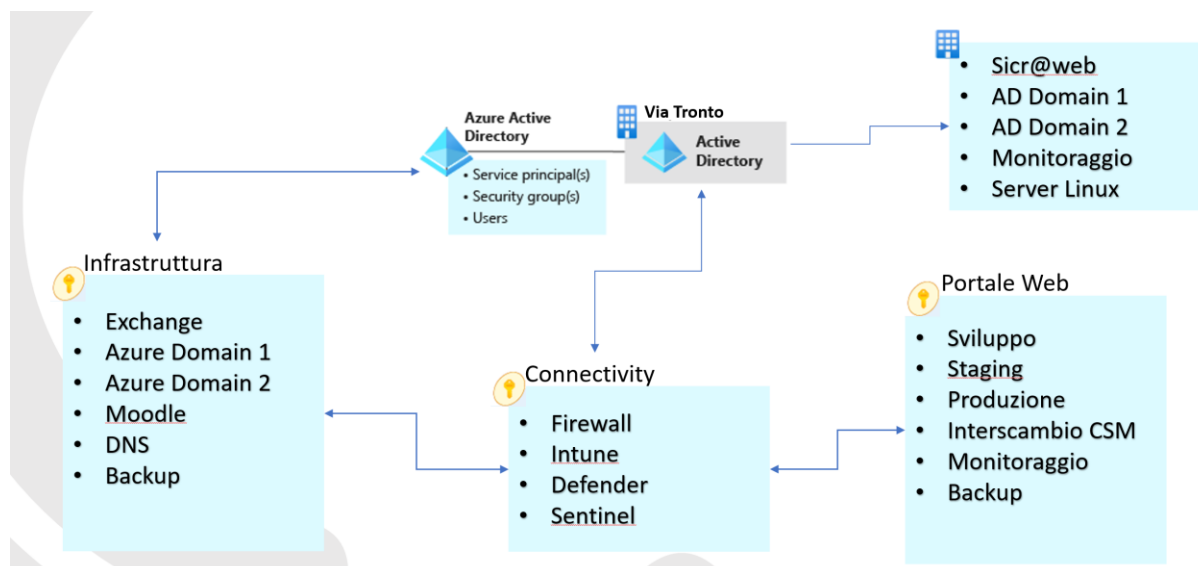 Azure Active
Directory
• Service principal(s)
• Security group(s)
• Users
Via Tronto
Active
Directory
• Sicr@web
• AD Domain 1
• AD Domain 2
• Monitoraggio
• Server Linux
Infrastruttura
• Exchange
• Azure Domain 1
• Azure Domain 2
• Moodle
• DNS
• Backup
Connectivity
• Firewall
• Intune
• Defender
• Sentinel
Portale Web
• Sviluppo
• Staging
• Produzione
• Interscambio CSM
• Monitoraggio
• Backup